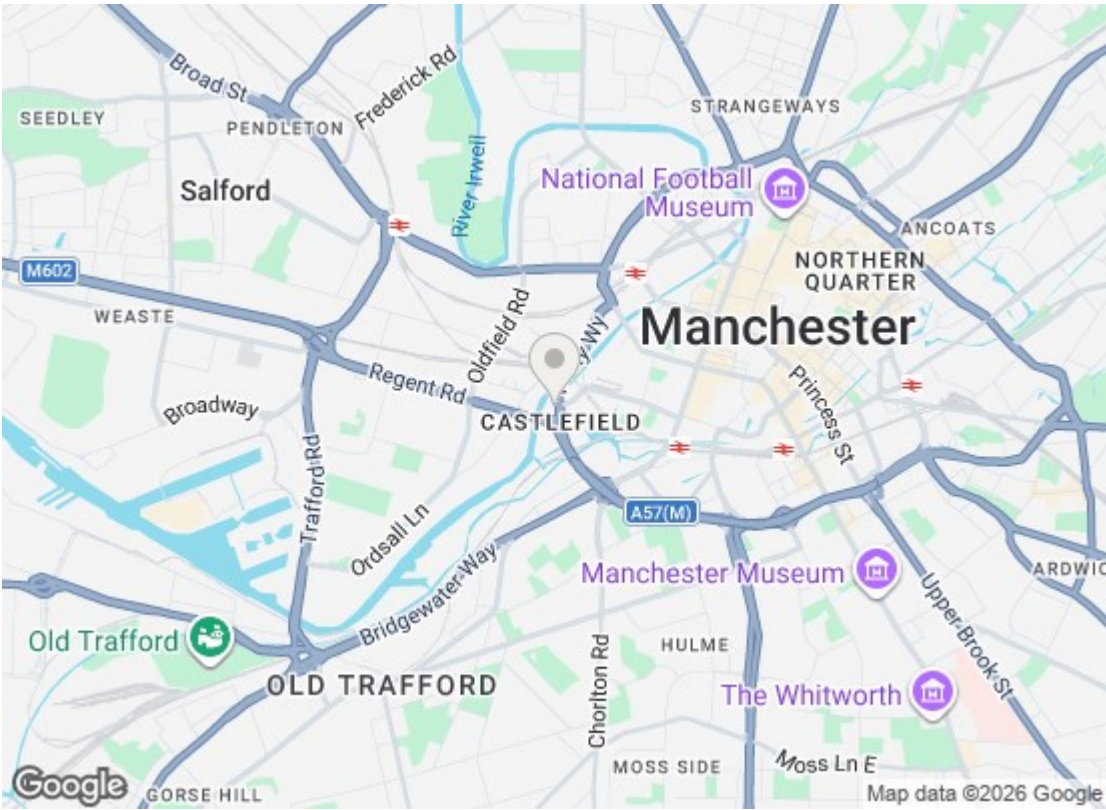 Broad St
Frederick Rd
SEEDLEY
PENDLETON
STRANGEWAYS
River Irwell
National Football
Museum
Salford
ANCOATS
NORTHERN
QUARTER
M602
WEASTE
Oldfield Rd
Manchester
Regent Rd
Princess St
Broadway
CASTLEFIELD
Trafford Rd
A57(M)
Ordsall Ln
Bridgewater Way
Manchester Museum
Upper Brook St
Old Trafford
HULME
Chorlton Rd
OLD TRAFFORD
The Whitworth
MOSS SIDE
Moss Ln E
Google
GORSE HILL
Map data ©2026 Google